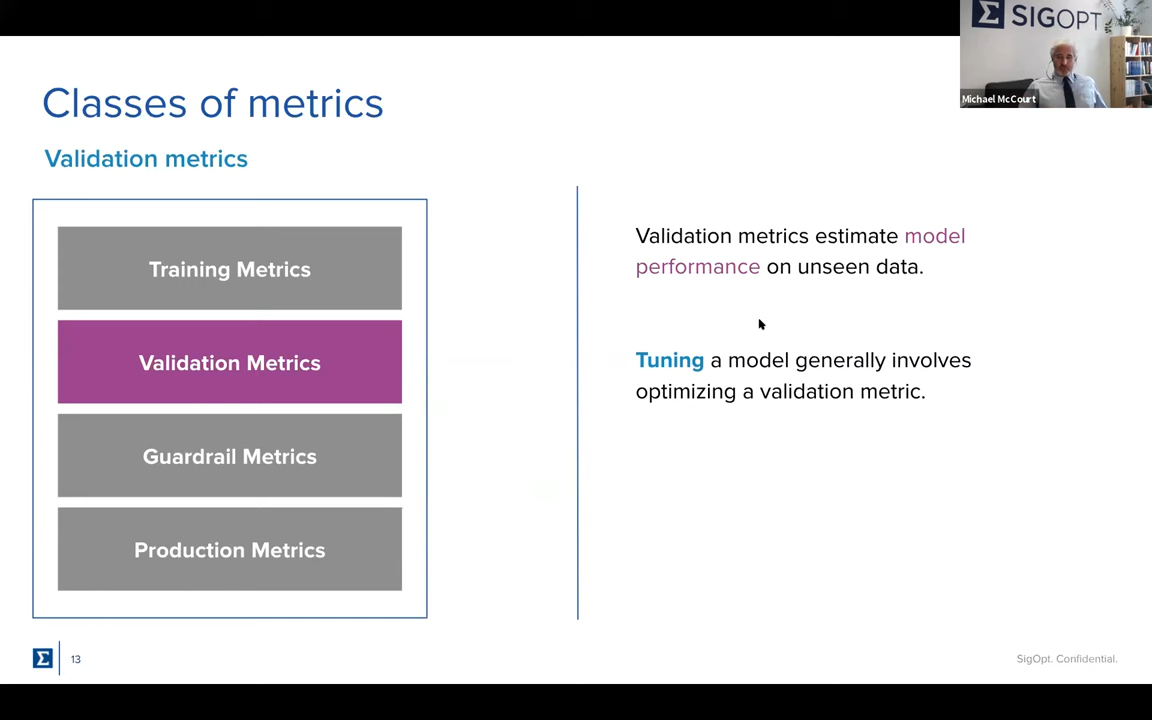 SIGOPT
Michael McCourt
Classes of metrics
Validation metrics
Training Metrics
Validation Metrics
Guardrail Metrics
Production Metrics
Validation metrics estimate model
performance on unseen data.
Tuning a model generally involves
optimizing a validation metric.
13
SigOpt. Confidential.